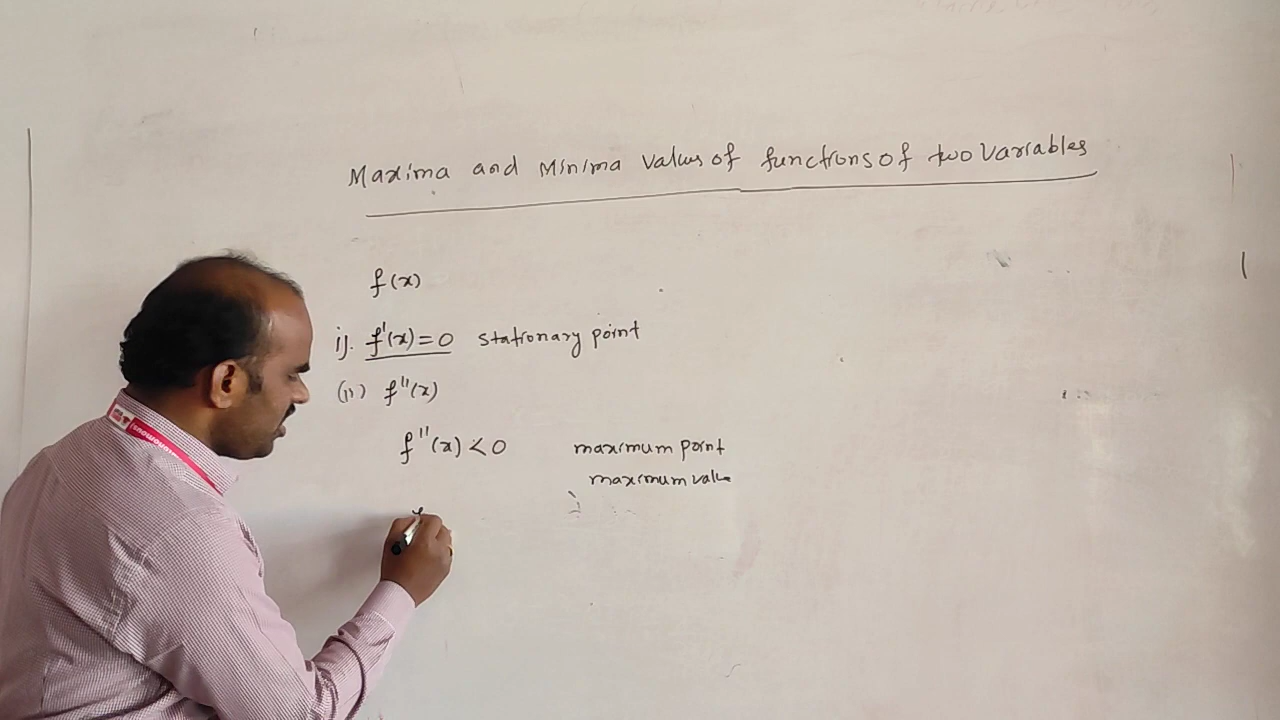 Maxima and Minima Values of functions of two Variables
f(x)
i). f'(x)=0 stationary point
(ii) f''(x)
f''(x)<0 maximum point
maximum value
f